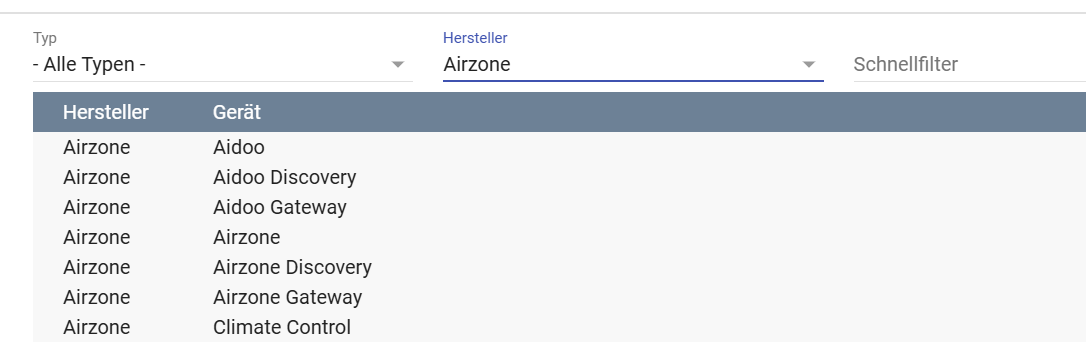 Typ Hersteller
- Alle Typen - Airzone Schnellfilter
Hersteller Gerät
Airzone Aidoo
Airzone Aidoo Discovery
Airzone Aidoo Gateway
Airzone Airzone
Airzone Airzone Discovery
Airzone Airzone Gateway
Airzone Climate Control